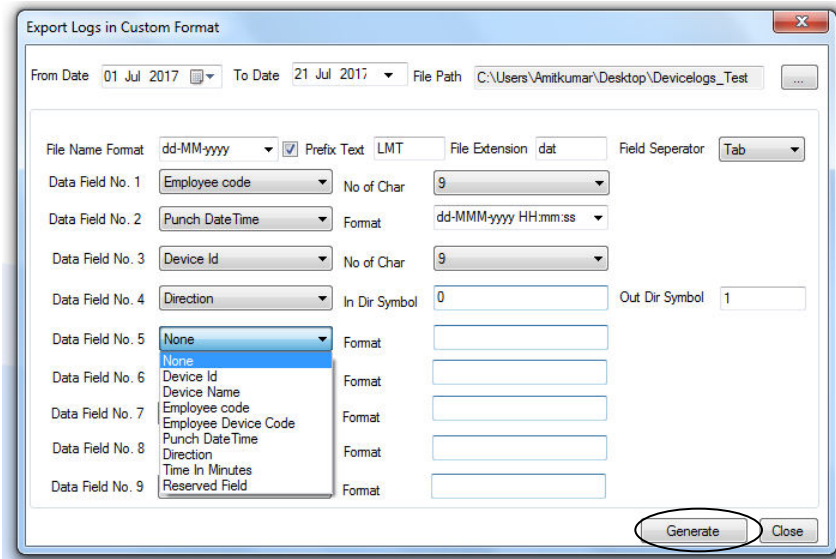 Export Logs in Custom Format
From Date 01 Jul 2017 To Date 21 Jul 2017 File Path C:\Users\Amitkumar\Desktop\Devicelogs_Test ...
File Name Format dd-MM-yyyy Prefix Text LMT File Extension dat Field Seperator Tab
Data Field No. 1 Employee code No of Char 9
Data Field No. 2 Punch DateTime Format dd-MMM-yyyy HH:mm:ss
Data Field No. 3 Device Id No of Char 9
Data Field No. 4 Direction In Dir Symbol 0 Out Dir Symbol 1
Data Field No. 5 None Format
None
Data Field No. 6 Device Id Format
Device Name
Employee code
Data Field No. 7 Employee Device Code Format
Punch DateTime
Data Field No. 8 Direction Format
Time In Minutes
Data Field No. 9 Reserved Field Format
Generate Close